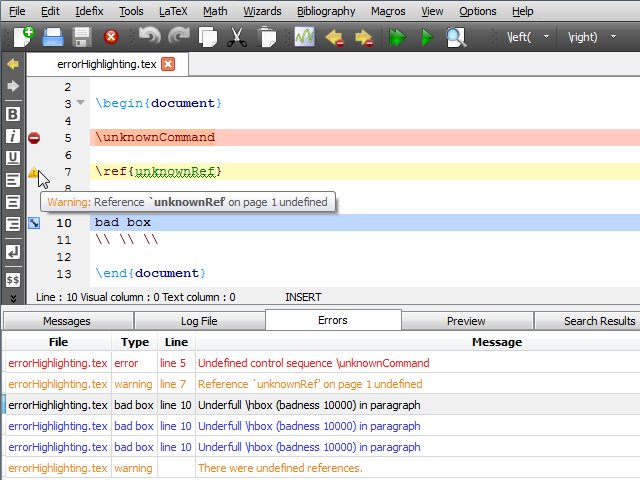 File Edit Idefix Tools LaTeX Math Wizards Bibliography Macros View Options Help
\left( \right)
errorHighlighting.tex
2
3 \begin{document}
5 \unknownCommand
7 \ref{unknownRef}
Warning: Reference `unknownRef on page 1 undefined
10 bad box
11 \\ \\ \\
12
13 \end{document}
B
i
U
$$
Line : 10 Visual column : 0 Text column : 0 INSERT
Messages Log File Errors Preview Search Results
File Type Line Message
errorHighlighting.tex error line 5 Undefined control sequence \unknownCommand
errorHighlighting.tex warning line 7 Reference `unknownRef' on page 1 undefined
errorHighlighting.tex bad box line 10 Underfull \hbox (badness 10000) in paragraph
errorHighlighting.tex bad box line 10 Underfull \hbox (badness 10000) in paragraph
errorHighlighting.tex bad box line 10 Underfull \hbox (badness 10000) in paragraph
errorHighlighting.tex warning There were undefined references.